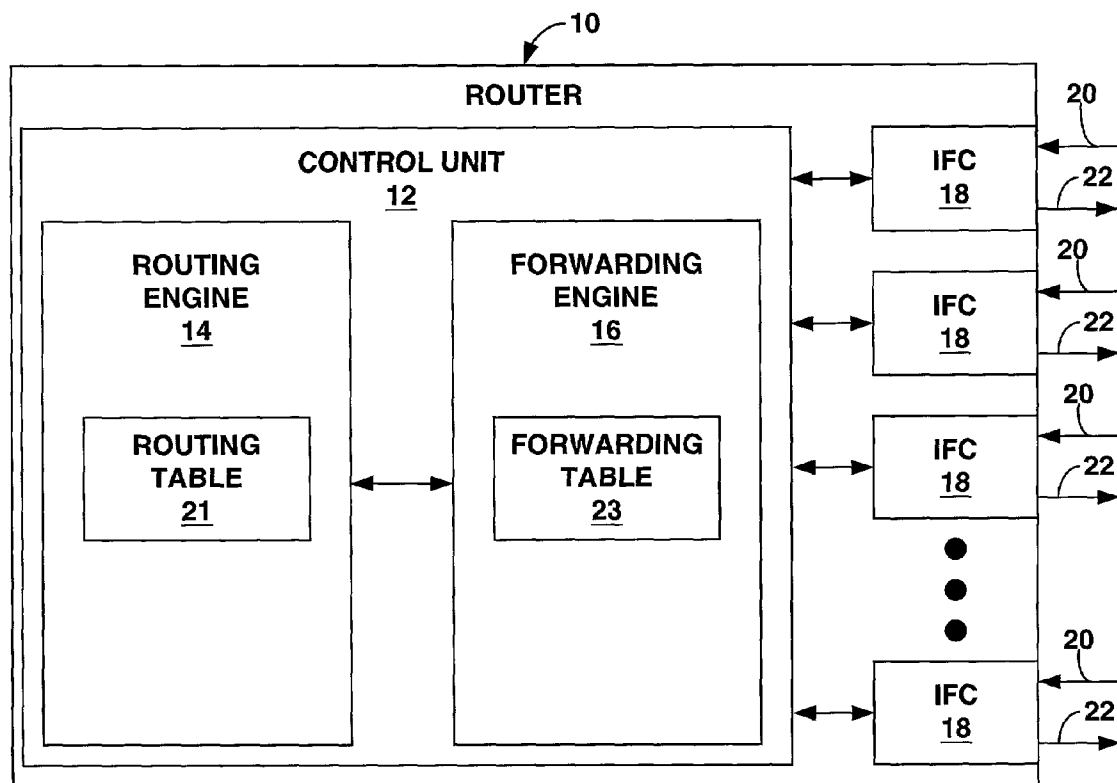 10
ROUTER
CONTROL UNIT
12
ROUTING
ENGINE
14
ROUTING
TABLE
21
FORWARDING
ENGINE
16
FORWARDING
TABLE
23
IFC
18
20
22
IFC
18
20
22
IFC
18
20
22
IFC
18
20
22